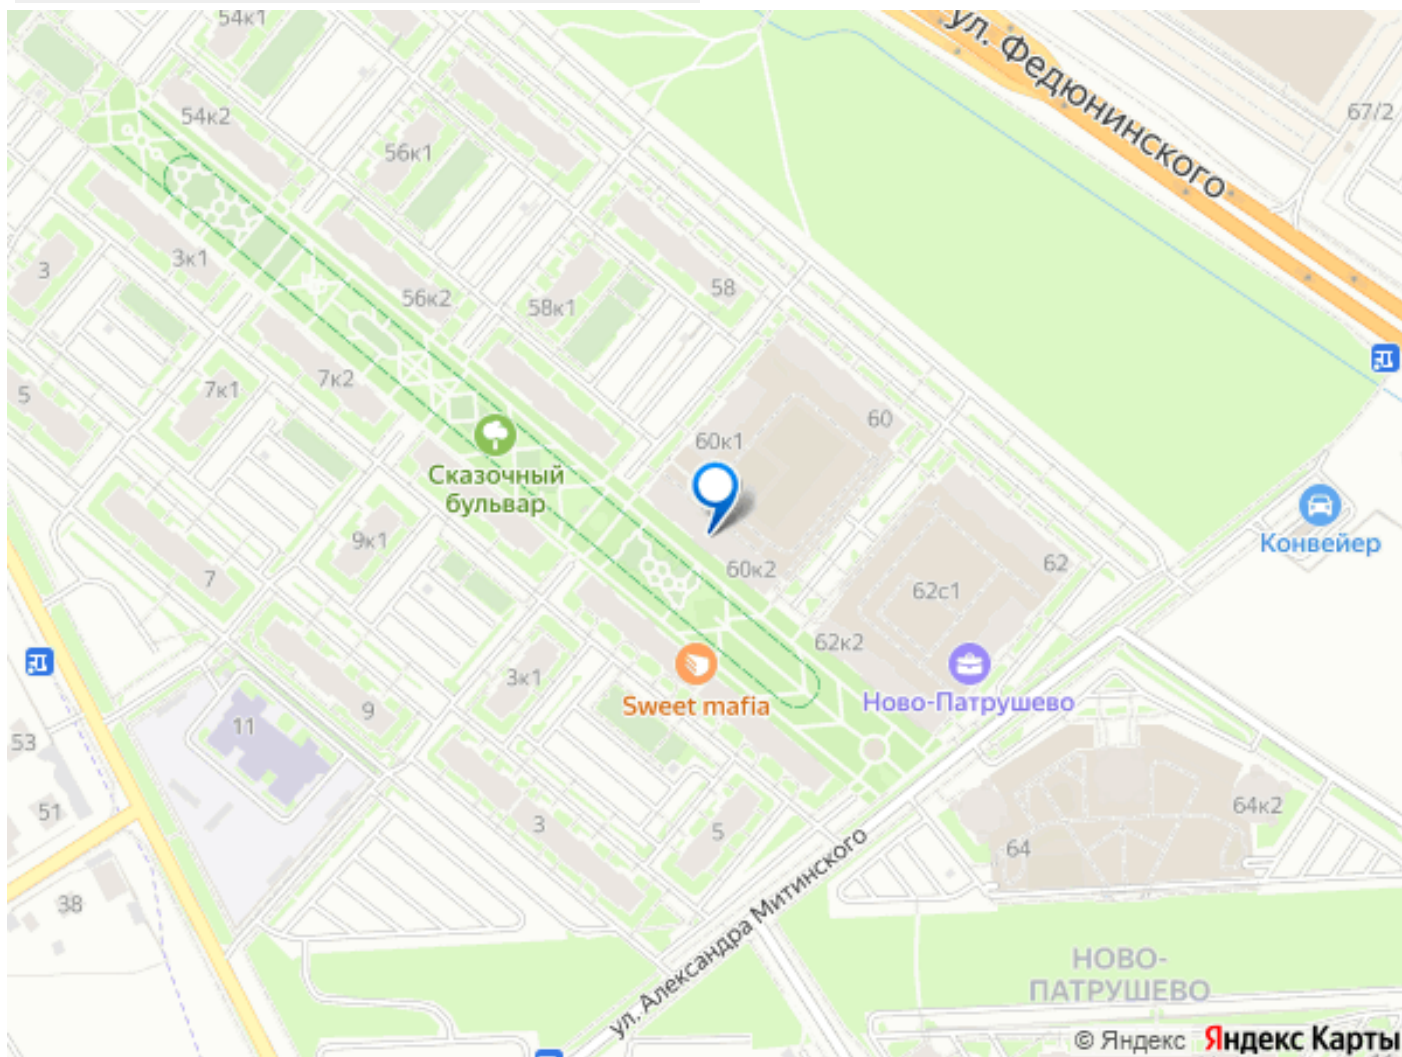 54к1
ул. Федюнинского
67/2
54к2
56к1
3к1
3
56к2
58
58к1
7к2
7к1
5
60
60к1
Сказочный
бульвар
9к1
7
60к2
Конвейер
62
62с1
62к2
3к1
Sweet mafia
Ново-Патрушево
9
11
53
51
3
5
64к2
64
38
ул. Александра Митинского
НОВО-
ПАТРУШЕВО
© Яндекс Яндекс Карты